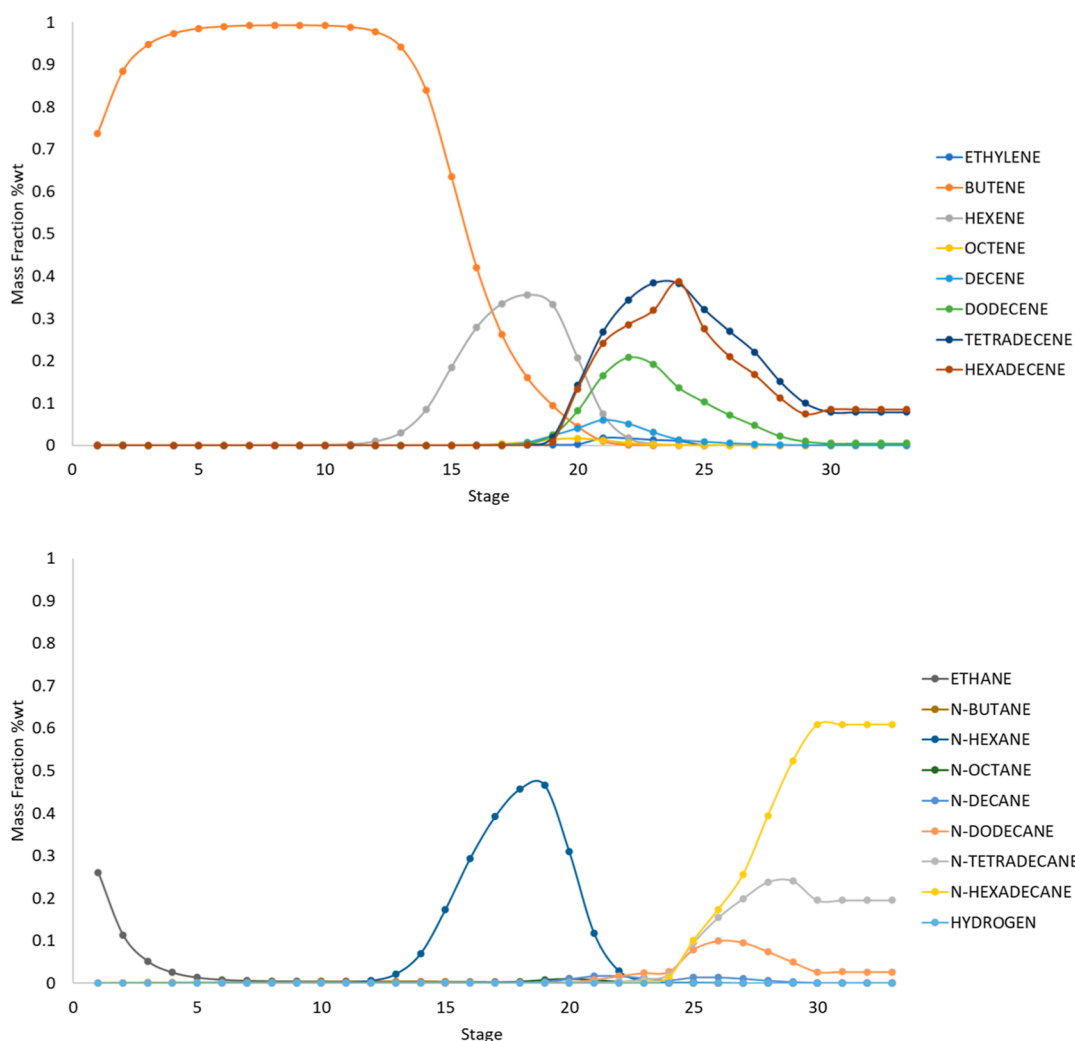 1
0.9
0.8
0.7
0.6
0.5
0.4
0.3
0.2
0.1
0
Mass Fraction %wt
0 5 10 15 20 25 30
Stage
ETHYLENE
BUTENE
HEXENE
OCTENE
DECENE
DODECENE
TETRADECENE
HEXADECENE
1
0.9
0.8
0.7
0.6
0.5
0.4
0.3
0.2
0.1
0
Mass Fraction %wt
0 5 10 15 20 25 30
Stage
ETHANE
N-BUTANE
N-HEXANE
N-OCTANE
N-DECANE
N-DODECANE
N-TETRADECANE
N-HEXADECANE
HYDROGEN